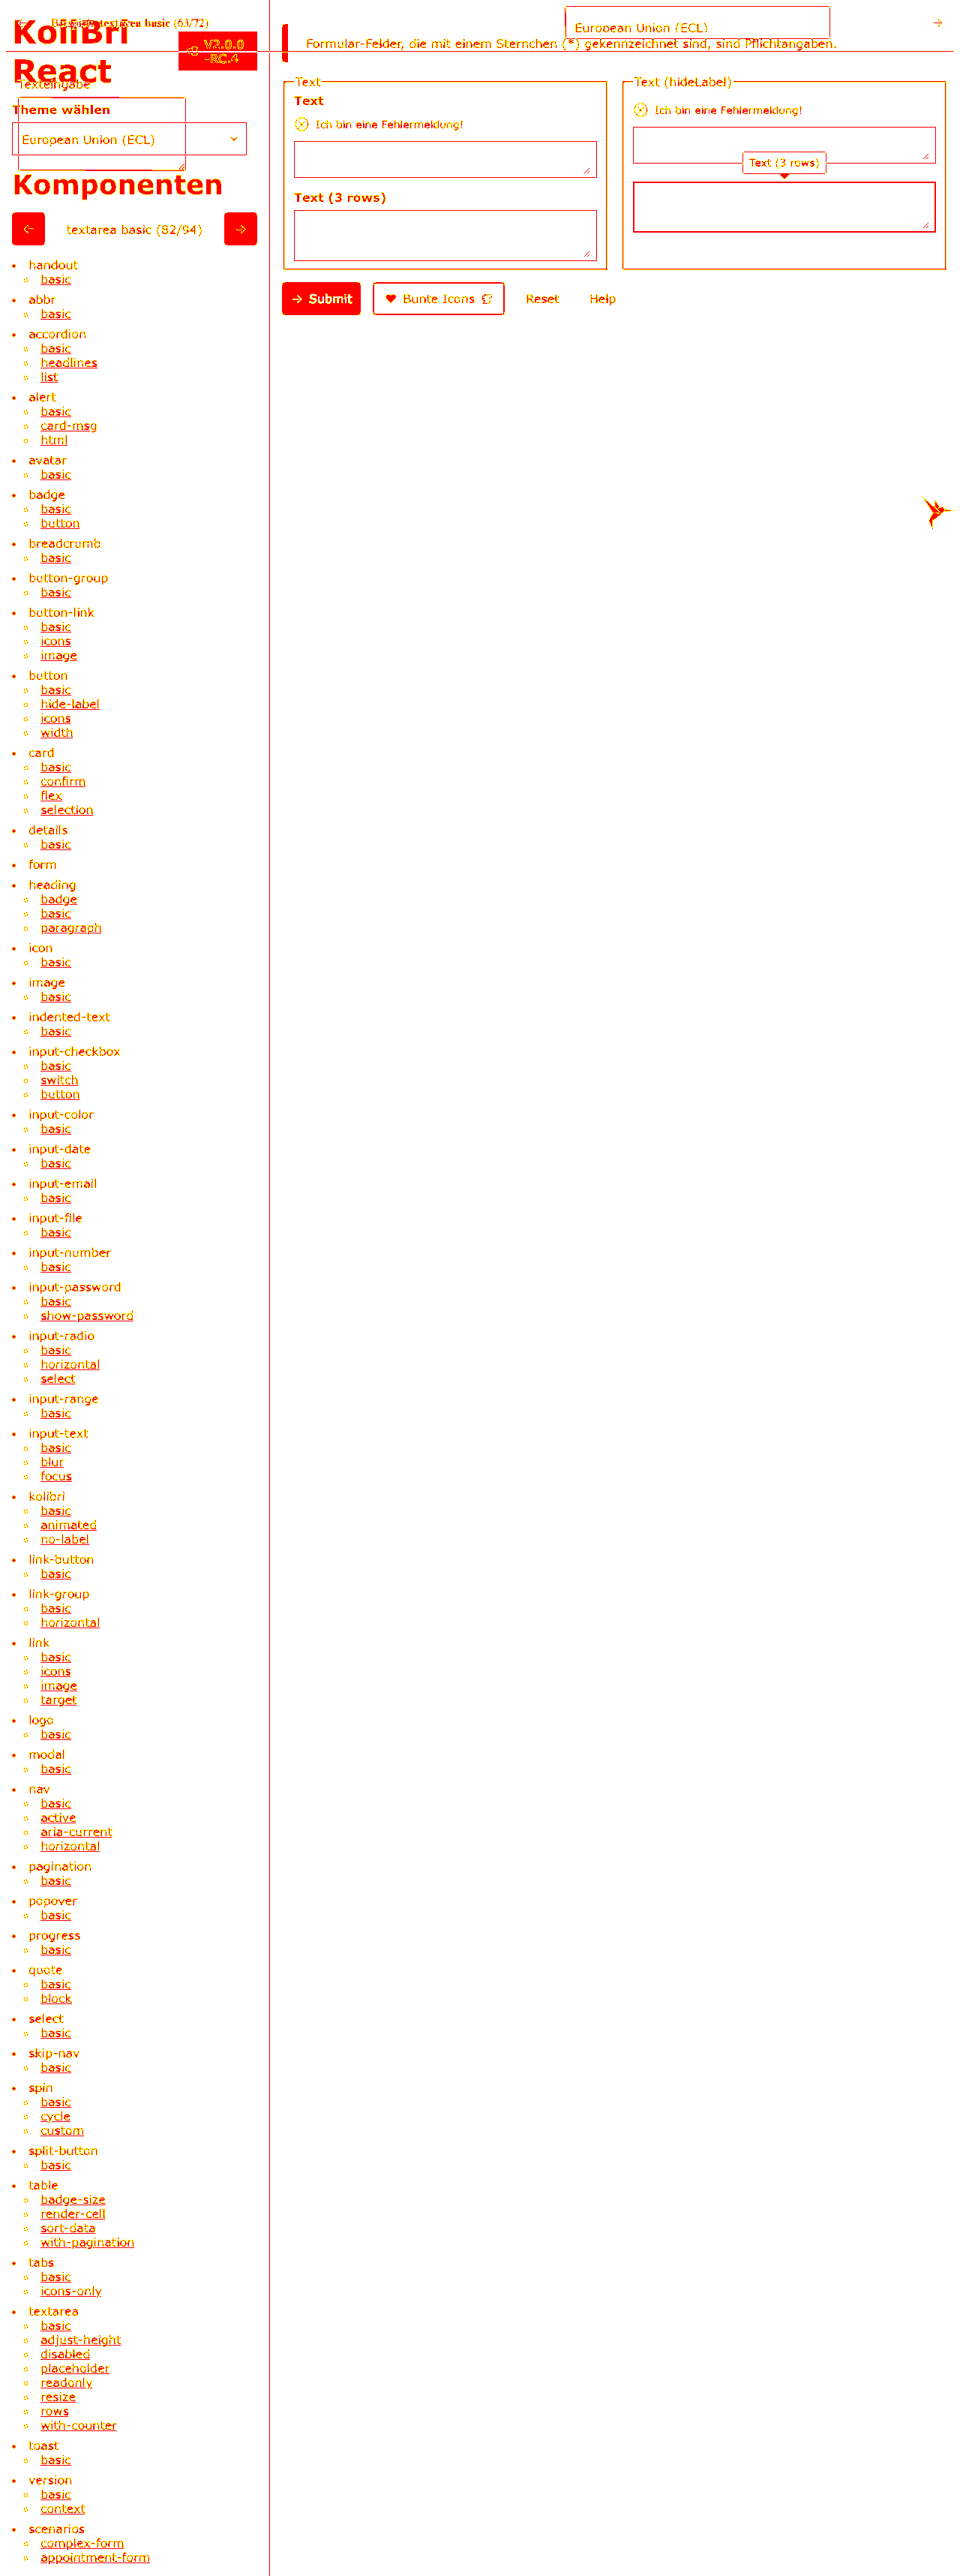 KoliBri
React
V2.0.0
-RC.4
textarea basic (63/72)
Texteingabe
Theme wählen
European Union (ECL)
Komponenten
textarea basic (82/94)
handout
basic
abbr
basic
accordion
basic
headlines
list
alert
basic
card-msg
html
avatar
basic
badge
basic
button
breadcrumb
basic
button-group
basic
button-link
basic
icons
image
button
basic
hide-label
icons
width
card
basic
confirm
flex
selection
details
basic
form
heading
badge
basic
paragraph
icon
basic
image
basic
indented-text
basic
input-checkbox
basic
switch
button
input-color
basic
input-date
basic
input-email
basic
input-file
basic
input-number
basic
input-password
basic
show-password
input-radio
basic
horizontal
select
input-range
basic
input-text
basic
blur
focus
kolibri
basic
animated
no-label
link-button
basic
link-group
basic
horizontal
link
basic
icons
image
target
logo
basic
modal
basic
nav
basic
active
aria-current
horizontal
pagination
basic
popover
basic
progress
basic
quote
basic
block
select
basic
skip-nav
basic
spin
basic
cycle
custom
split-button
basic
table
badge-size
render-cell
sort-data
with-pagination
tabs
basic
icons-only
textarea
basic
adjust-height
disabled
placeholder
readonly
resize
rows
with-counter
toast
basic
version
basic
context
scenarios
complex-form
appointment-form
European Union (ECL)
Formular-Felder, die mit einem Sternchen (*) gekennzeichnet sind, sind Pflichtangaben.
Text
Text
Ich bin eine Fehlermeldung!
Text (3 rows)
Text (hideLabel)
Ich bin eine Fehlermeldung!
Text (3 rows)
Submit
Bunte Icons
Reset
Help